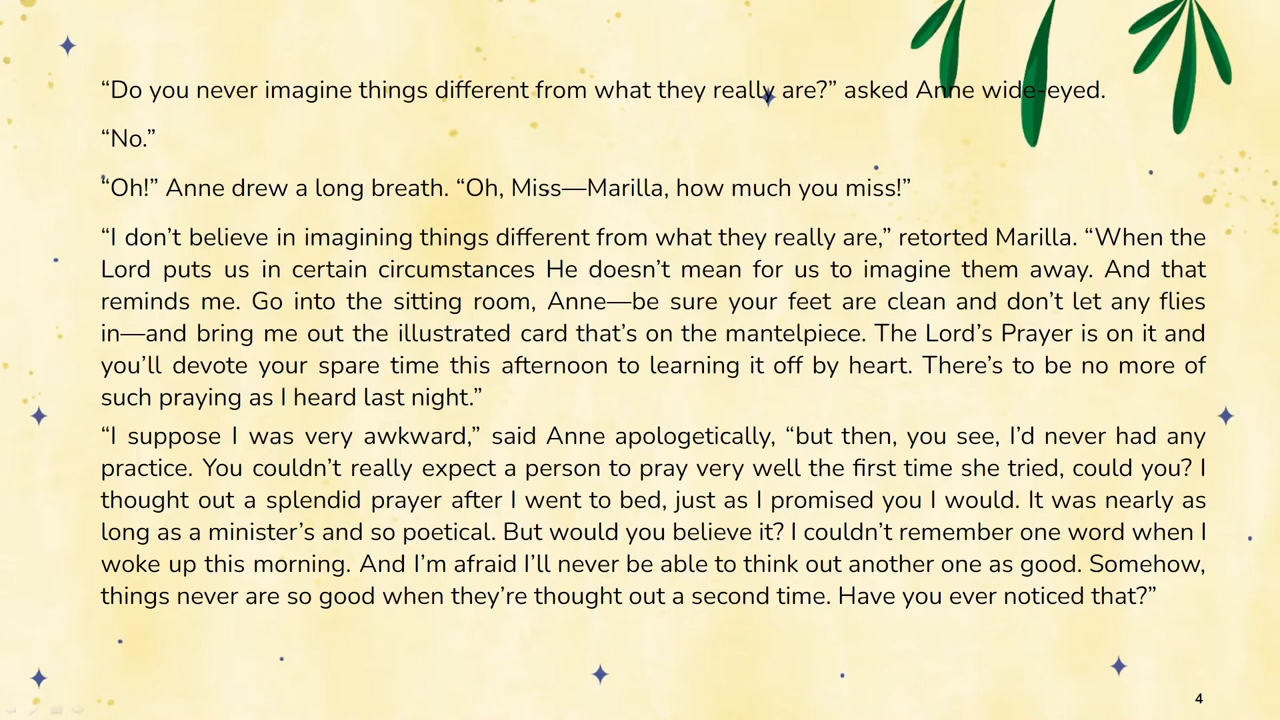 “Do you never imagine things different from what they really are?” asked Anne wide-eyed.
“No.”
“Oh!” Anne drew a long breath. “Oh, Miss—Marilla, how much you miss!”
“I don’t believe in imagining things different from what they really are,” retorted Marilla. “When the
Lord puts us in certain circumstances He doesn’t mean for us to imagine them away. And that
reminds me. Go into the sitting room, Anne—be sure your feet are clean and don’t let any flies
in—and bring me out the illustrated card that’s on the mantelpiece. The Lord’s Prayer is on it and
you’ll devote your spare time this afternoon to learning it off by heart. There’s to be no more of
such praying as I heard last night.”
“I suppose I was very awkward,” said Anne apologetically, “but then, you see, I’d never had any
practice. You couldn’t really expect a person to pray very well the first time she tried, could you? I
thought out a splendid prayer after I went to bed, just as I promised you I would. It was nearly as
long as a minister’s and so poetical. But would you believe it? I couldn’t remember one word when I
woke up this morning. And I’m afraid I’ll never be able to think out another one as good. Somehow,
things never are so good when they’re thought out a second time. Have you ever noticed that?”
4